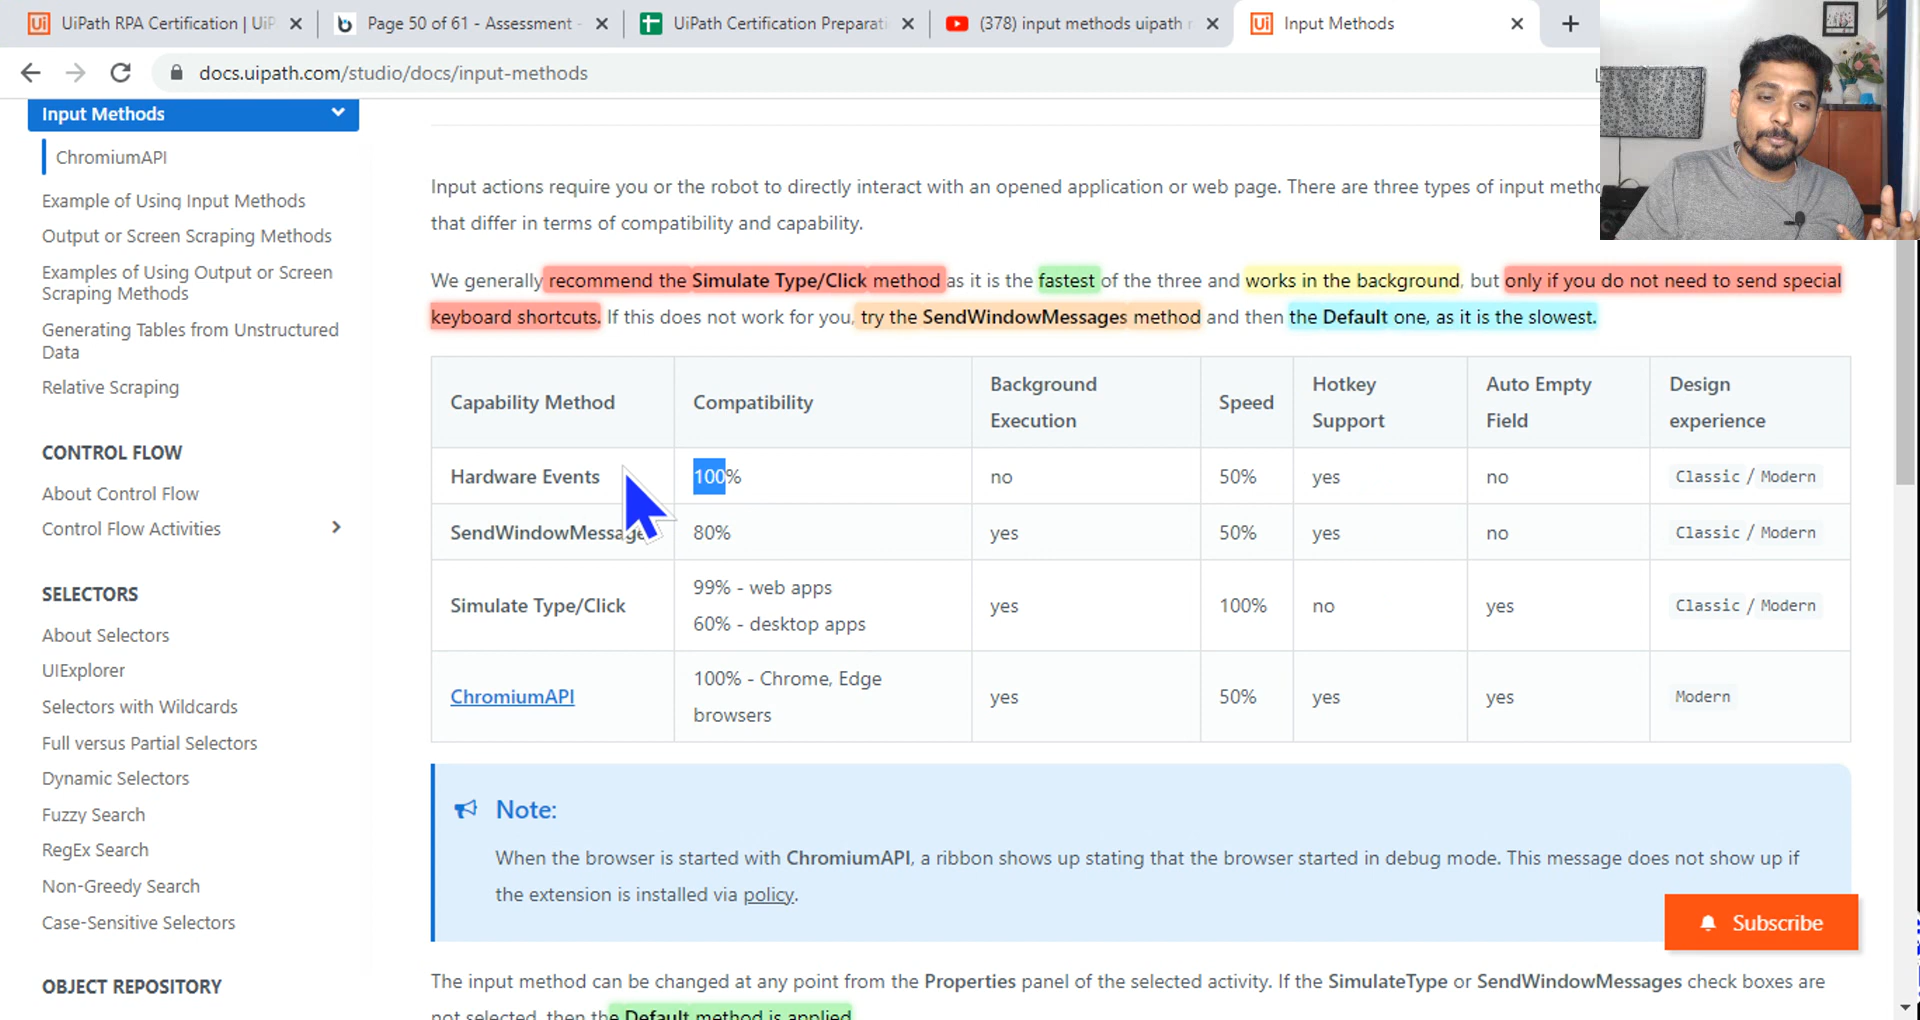 UiPath RPA Certification | UiP
Page 50 of 61 - Assessment -
UiPath Certification Preparati
(378) input methods uipath r
Input Methods
docs.uipath.com/studio/docs/input-methods
Input Methods
ChromiumAPI
Example of Using Input Methods
Output or Screen Scraping Methods
Examples of Using Output or Screen
Scraping Methods
Generating Tables from Unstructured
Data
Relative Scraping
CONTROL FLOW
About Control Flow
Control Flow Activities
SELECTORS
About Selectors
UIExplorer
Selectors with Wildcards
Full versus Partial Selectors
Dynamic Selectors
Fuzzy Search
RegEx Search
Non-Greedy Search
Case-Sensitive Selectors
OBJECT REPOSITORY
Input actions require you or the robot to directly interact with an opened application or web page. There are three types of input metho
that differ in terms of compatibility and capability.
We generally recommend the Simulate Type/Click method as it is the fastest of the three and works in the background, but only if you do not need to send special
keyboard shortcuts. If this does not work for you, try the SendWindowMessages method and then the Default one, as it is the slowest.
Capability Method Compatibility Background Execution Speed Hotkey Support Auto Empty Field Design experience
Hardware Events 100% no 50% yes no Classic / Modern
SendWindowMessage 80% yes 50% yes no Classic / Modern
Simulate Type/Click 99% - web apps 60% - desktop apps yes 100% no yes Classic / Modern
ChromiumAPI 100% - Chrome, Edge browsers yes 50% yes yes Modern
Note:
When the browser is started with ChromiumAPI, a ribbon shows up stating that the browser started in debug mode. This message does not show up if
the extension is installed via policy.
Subscribe
The input method can be changed at any point from the Properties panel of the selected activity. If the SimulateType or SendWindowMessages check boxes are
not selected, then the Default method is applied